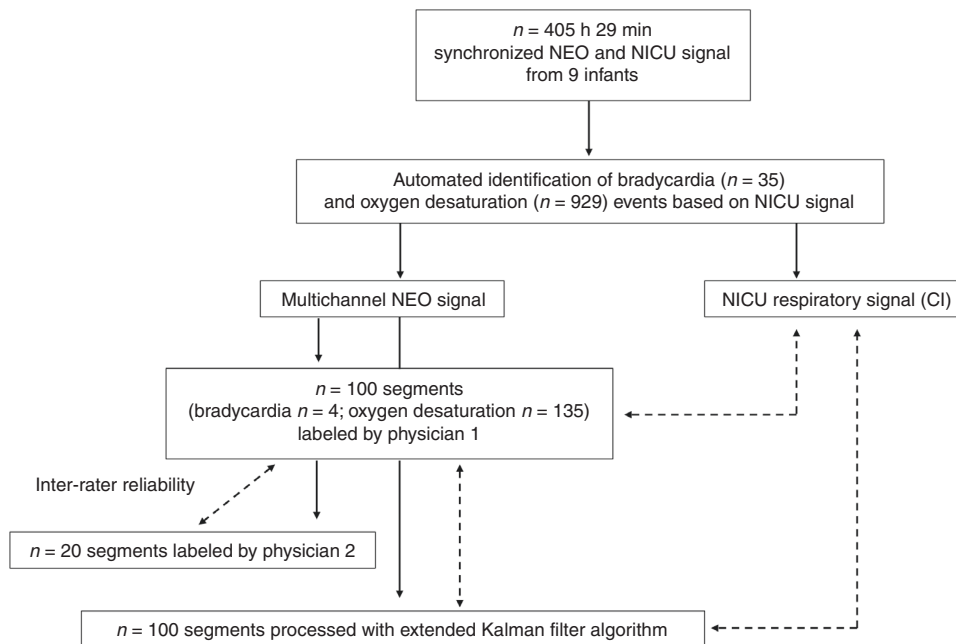 n = 405 h 29 min
synchronized NEO and NICU signal
from 9 infants
Automated identification of bradycardia (n = 35)
and oxygen desaturation (n = 929) events based on NICU signal
Multichannel NEO signal
NICU respiratory signal (CI)
n = 100 segments
(bradycardia n = 4; oxygen desaturation n = 135)
labeled by physician 1
Inter-rater reliability
n = 20 segments labeled by physician 2
n = 100 segments processed with extended Kalman filter algorithm